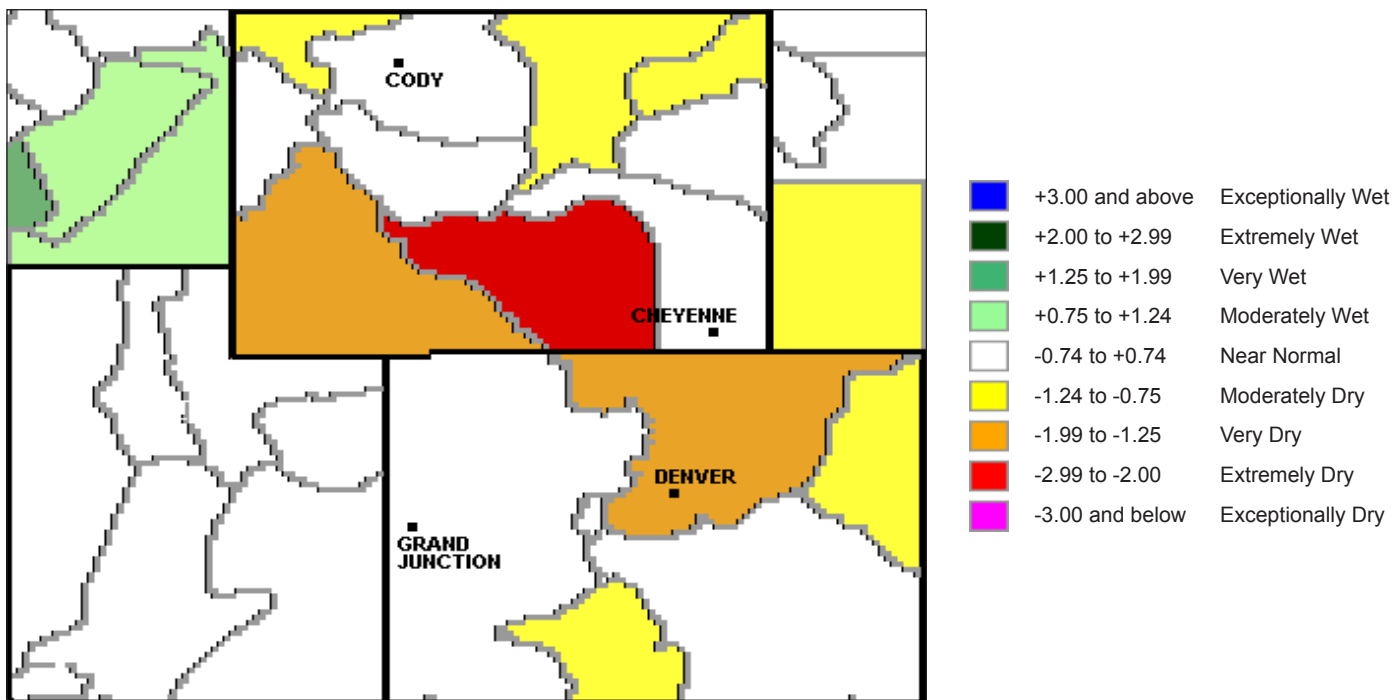 CODY
CHEYENNE
DENVER
GRAND
JUNCTION
+3.00 and above Exceptionally Wet
+2.00 to +2.99 Extremely Wet
+1.25 to +1.99 Very Wet
+0.75 to +1.24 Moderately Wet
-0.74 to +0.74 Near Normal
-1.24 to -0.75 Moderately Dry
-1.99 to -1.25 Very Dry
-2.99 to -2.00 Extremely Dry
-3.00 and below Exceptionally Dry